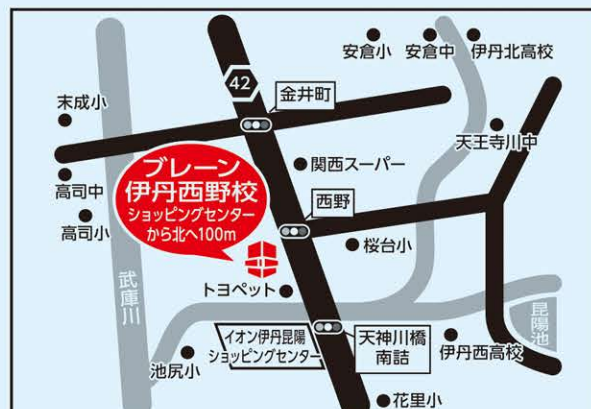 安倉小
安倉中
伊丹北高校
42
金井町
末成小
天王寺川中
ブレーン
伊丹西野校
ショッピングセンター
から北へ100m
関西スーパー
高司中
西野
高司小
桜台小
武庫川
トヨペット
昆陽池
イオン伊丹昆陽
ショッピングセンター
天神川橋
南詰
伊丹西高校
池尻小
花里小